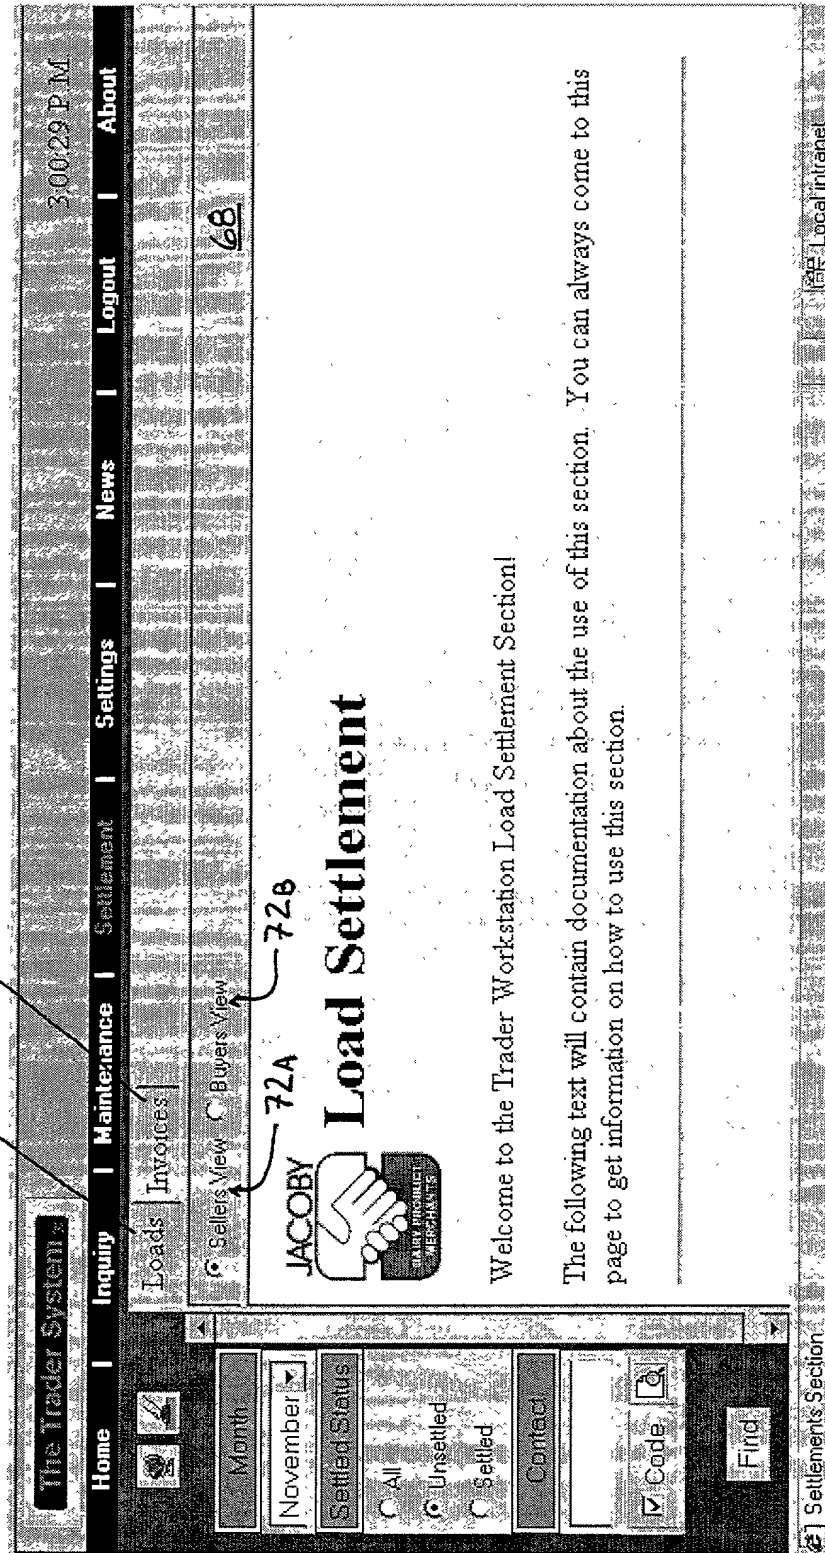 The Trader System
3:00:29 P.M.
Home | Inquiry | Maintenance | Settlement | Settings | News | Logout | About
Loads Invoices
Sellers View Buyers View
68
72A
72B
Month
November
Settled Status
All
Unsettled
Settled
Contact
Code
Find
JACOBY
DAIRY PRODUCTS
MERCHANTS
Load Settlement
Welcome to the Trader Workstation Load Settlement Section!
The following text will contain documentation about the use of this section. You can always come to this
page to get information on how to use this section.
Settlements Section
Local intranet